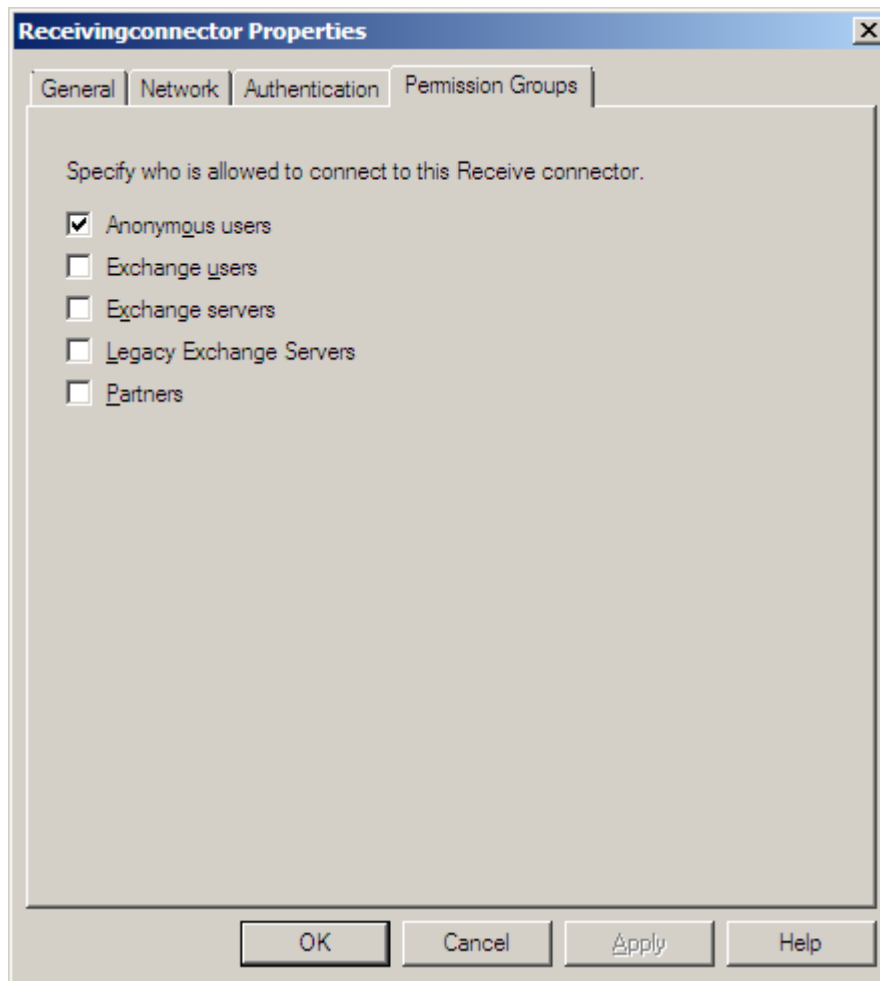 Receivingconnector Properties
General Network Authentication Permission Groups
Specify who is allowed to connect to this Receive connector.
Anonymous users
Exchange users
Exchange servers
Legacy Exchange Servers
Partners
OK Cancel Apply Help